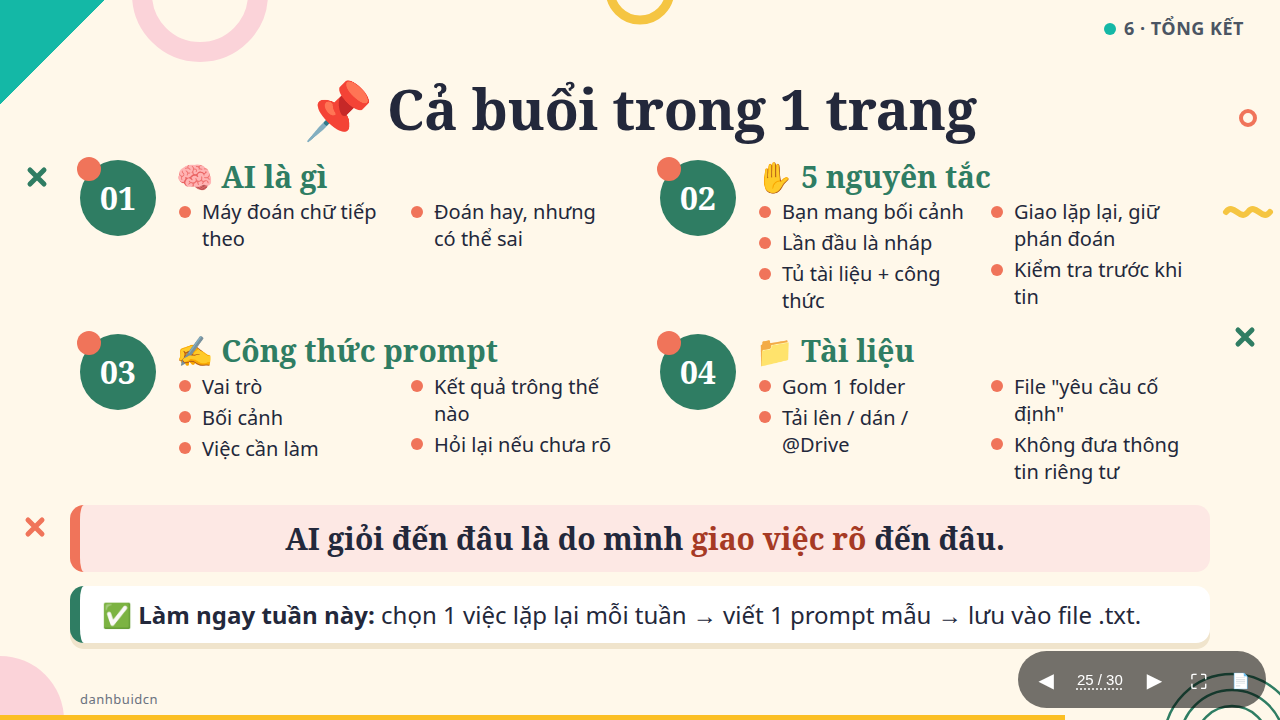 6 · TỔNG KẾT
📌 Cả buổi trong 1 trang
01
🧠 AI là gì
Máy đoán chữ tiếp
theo
Đoán hay, nhưng
có thể sai
02
✋ 5 nguyên tắc
Bạn mang bối cảnh
Lần đầu là nháp
Tủ tài liệu + công
thức
Giao lặp lại, giữ
phán đoán
Kiểm tra trước khi
tin
03
✍️ Công thức prompt
Vai trò
Bối cảnh
Việc cần làm
Kết quả trông thế
nào
Hỏi lại nếu chưa rõ
04
📁 Tài liệu
Gom 1 folder
Tải lên / dán /
@Drive
File "yêu cầu cố
định"
Không đưa thông
tin riêng tư
AI giỏi đến đâu là do mình giao việc rõ đến đâu.
✅ Làm ngay tuần này: chọn 1 việc lặp lại mỗi tuần → viết 1 prompt mẫu → lưu vào file .txt.
danhbuidcn
25 / 30